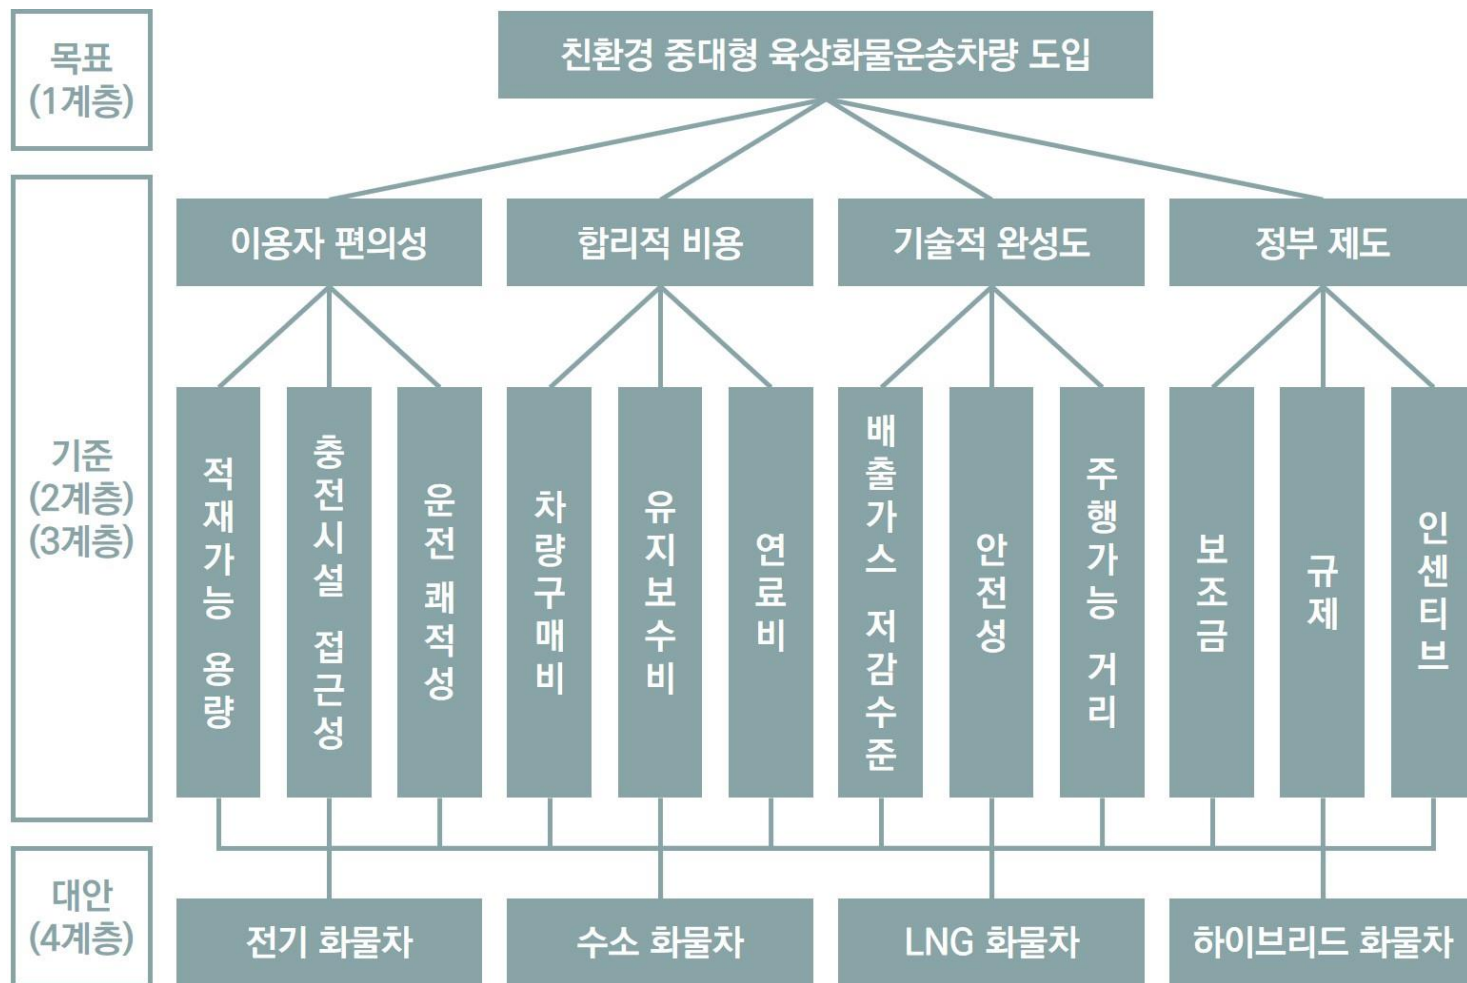 목표
(1계층)
친환경 중대형 육상화물운송차량 도입
기준
(2계층)
(3계층)
이용자 편의성
합리적 비용
기술적 완성도
정부 제도
적재가능 용량
충전시설 접근성
운전 쾌적성
차량구매비
유지보수비
연료비
배출가스 저감수준
안전성
주행가능 거리
보조금
규제
인센티브
대안
(4계층)
전기 화물차
수소 화물차
LNG 화물차
하이브리드 화물차